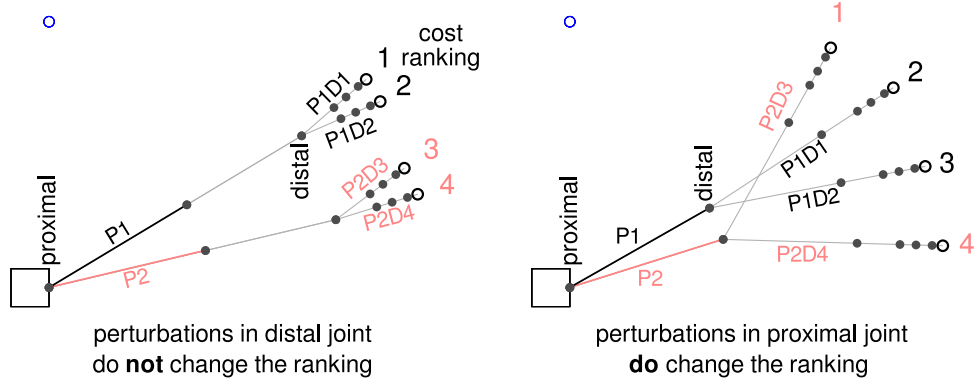 cost
ranking
1
2
3
4
P1D1
P1D2
P2D3
P2D4
distal
proximal
P1
P2
perturbations in distal joint
do not change the ranking
1
2
3
4
P2D3
P1D1
P1D2
P2D4
distal
proximal
P1
P2
perturbations in proximal joint
do change the ranking